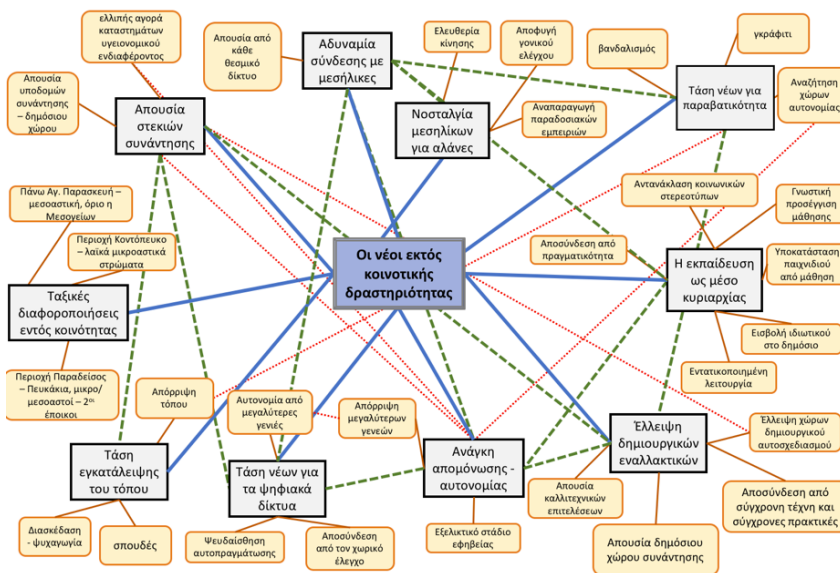 ελλιπής αγορά
καταστημάτων
υγειονομικού
ενδιαφέροντος
Απουσία από
κάθε
θεσμικό
δίκτυο
Αδυναμία
σύνδεσης με
μεσήλικες
Ελευθερία
κίνησης
Αποφυγή
γονικού
ελέγχου
βανδαλισμός
γκράφιτι
Απουσία
υποδομών
συνάντησης
– δημόσιου
χώρου
Απουσία
στεκιών
συνάντησης
Νοσταλγία
μεσηλίκων
για αλάνες
Αναπαραγωγή
παραδοσιακών
εμπειριών
Τάση νέων για
παραβατικότητα
Αναζήτηση
χώρων
αυτονομίας
Πάνω Αγ. Παρασκευή –
μεσοαστική, όριο η
Μεσογείων
Αντανάκλαση κοινωνικών
στερεοτύπων
Γνωστική
προσέγγιση
μάθησης
Περιοχή Κοντόπευκο
– λαϊκά μικροαστικά
στρώματα
Οι νέοι εκτός
κοινοτικής
δραστηριότητας
Αποσύνδεση από
πραγματικότητα
Η εκπαίδευση
ως μέσο
κυριαρχίας
Υποκατάσταση
παιχνιδιού
από μάθηση
Ταξικές
διαφοροποιήσεις
εντός κοινότητας
Εισβολή ιδιωτικού
στο δημόσιο
Περιοχή Παραδείσος
– Πευκάκια, μικρο/
μεσοαστοί – 2οι
έποικοι
Απόρριψη
τόπου
Αυτονομία από
μεγαλύτερες
γενιές
Απόρριψη
μεγαλύτερων
γενεών
Εντατικοποιημένη
λειτουργία
Τάση
εγκατάλειψης
του τόπου
Τάση νέων για
τα ψηφιακά
δίκτυα
Ανάγκη
απομόνωσης -
αυτονομίας
Έλλειψη
δημιουργικών
εναλλακτικών
Έλλειψη χώρων
δημιουργικού
αυτοσχεδιασμού
Απουσία
καλλιτεχνικών
επιτελέσεων
Αποσύνδεση από
σύγχρονη τέχνη και
σύγχρονες πρακτικές
Διασκέδαση
- ψυχαγωγία
σπουδές
Ψευδαίσθηση
αυτοπραγμάτωσης
Αποσύνδεση
από τον χωρικό
έλεγχο
Εξελικτικό στάδιο
εφηβείας
Απουσία δημόσιου
χώρου συνάντησης